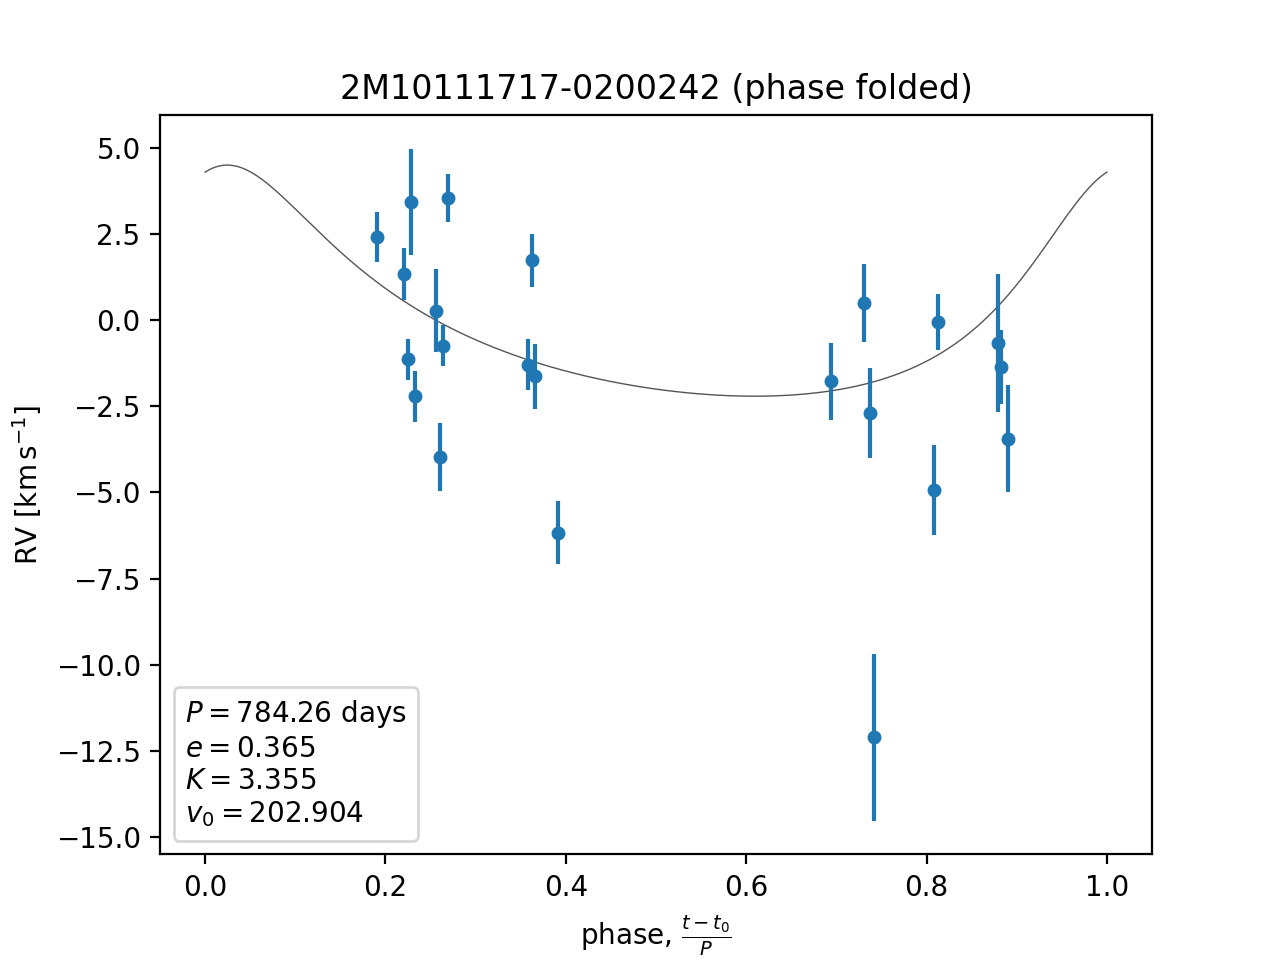 2M10111717-0200242 (phase folded)
5.0
2.5
0.0
−2.5
−5.0
−7.5
−10.0
−12.5
−15.0
RV [km s⁻¹]
P = 784.26 days
e = 0.365
K = 3.355
v₀ = 202.904
0.0 0.2 0.4 0.6 0.8 1.0
phase, (t − t₀)/P